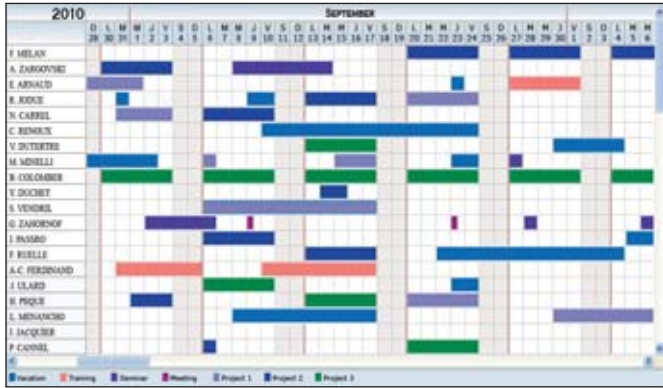 2010 SEPTEMBER
D L M M J V S D L M M J V S D L M M J V S D L M M J V S D L M M J V S D L M M
29 30 31 1 2 3 4 5 6 7 8 9 10 11 12 13 14 15 16 17 18 19 20 21 22 23 24 25 26 27 28 29 30 1 2 3 4 5 6
F. MELAN
A. ZARGOVSKI
E. ARNAUD
R. JODUE
N. CARREL
C. RENOUX
V. DUTERTRE
M. MINELLI
B. COLOMBER
Y. DUCHET
S. VENDREL
G. ZAHORNOF
J. PASSRO
F. RUELLE
A.C. FERDINAND
J. ULARD
H. PEQUE
L. MENANCHO
J. JACQUIER
P. CANNEL
Vacation Training Seminar Meeting Project 1 Project 2 Project 3